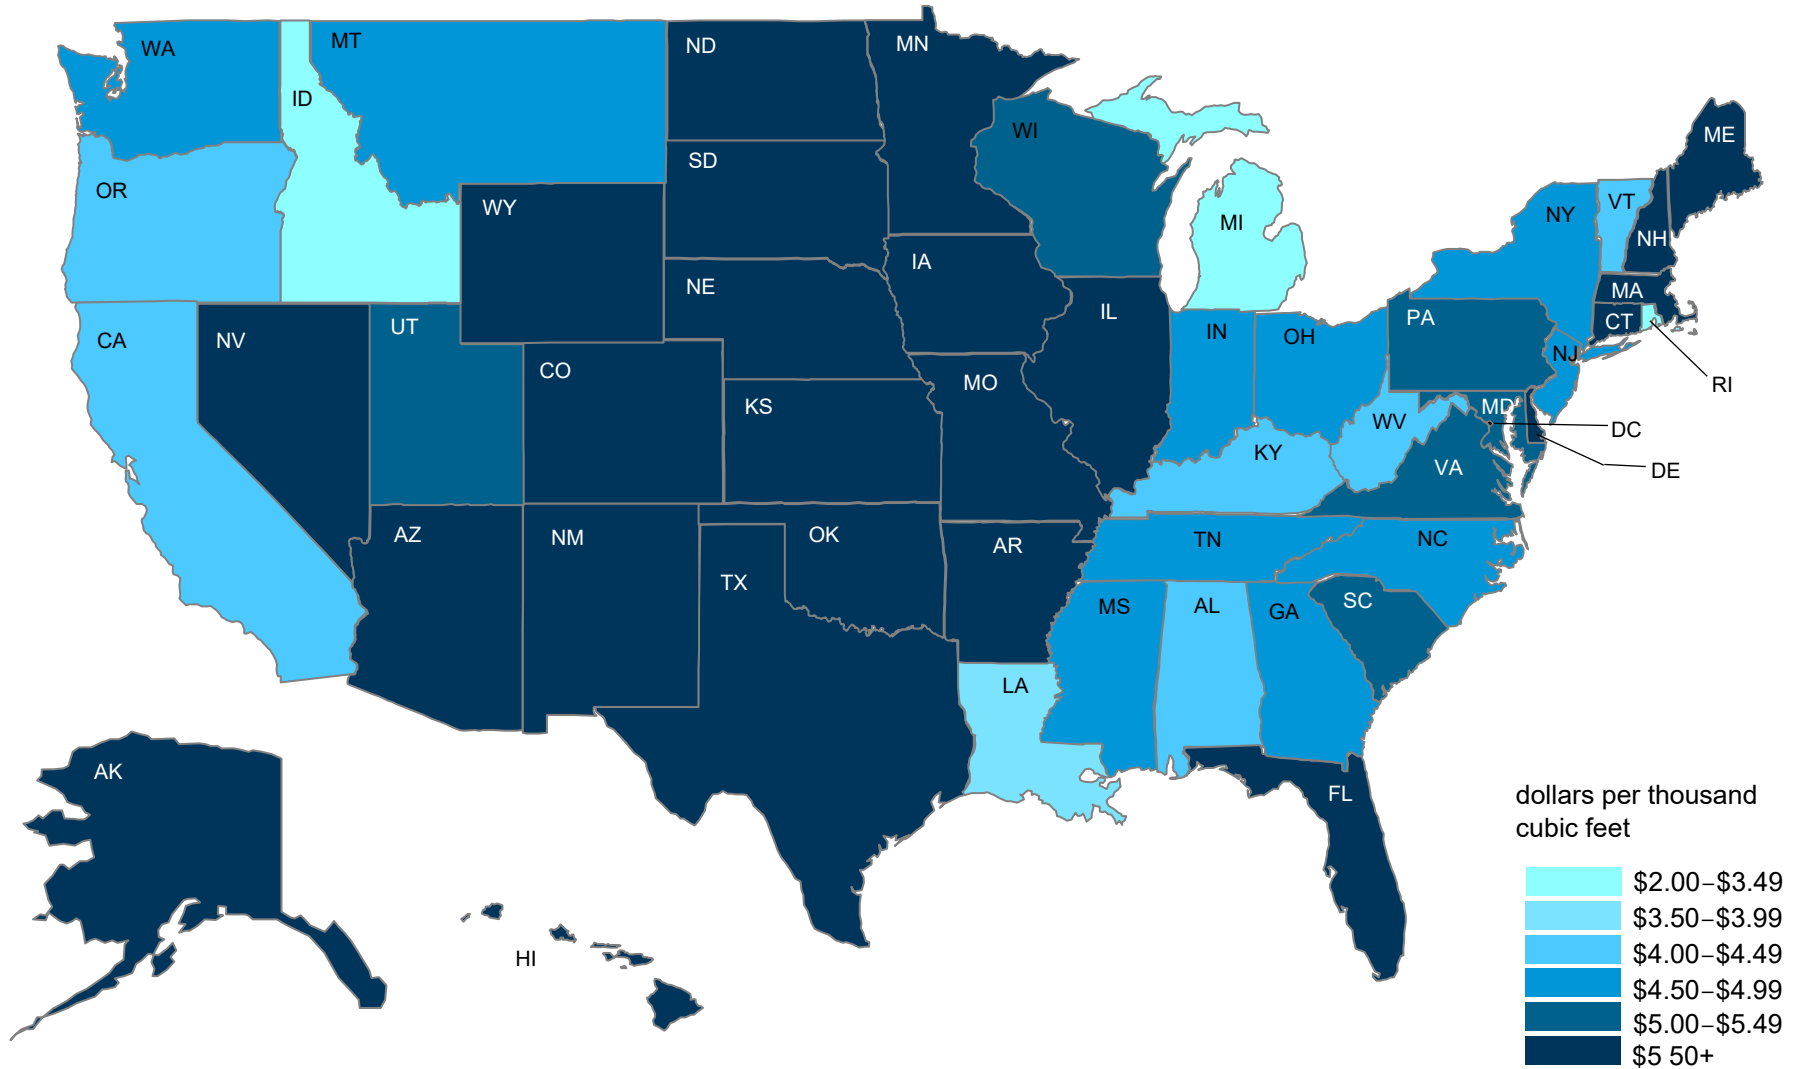 WA
MT
ND
MN
ID
WI
ME
SD
OR
WY
NY
VT
MI
NH
IA
NE
MA
IL
CA
NV
UT
PA
CT
IN
OH
NJ
CO
MO
RI
KS
MD
WV
DC
KY
VA
DE
AZ
NM
OK
AR
TN
NC
TX
MS
AL
GA
SC
LA
AK
FL
HI
dollars per thousand
cubic feet
$2.00–$3.49
$3.50–$3.99
$4.00–$4.49
$4.50–$4.99
$5.00–$5.49
$5 50+